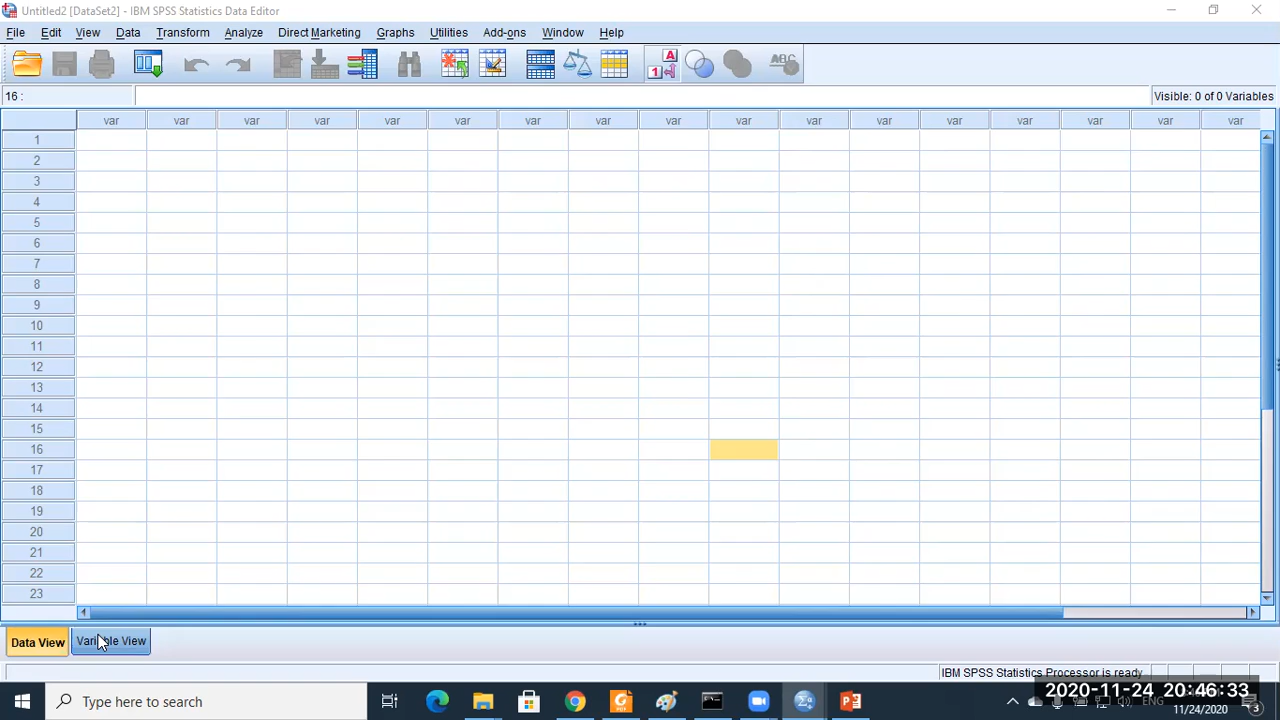 Untitled2 [DataSet2] - IBM SPSS Statistics Data Editor
File Edit View Data Transform Analyze Direct Marketing Graphs Utilities Add-ons Window Help
A
1
ABC
16 :
Visible: 0 of 0 Variables
var var var var var var var var var var var var var var var var var
1
2
3
4
5
6
7
8
9
10
11
12
13
14
15
16
17
18
19
20
21
22
23
Data View Variable View
IBM SPSS Statistics Processor is ready
Type here to search
2020-11-24 20:46:33
ENG
11/24/2020
3